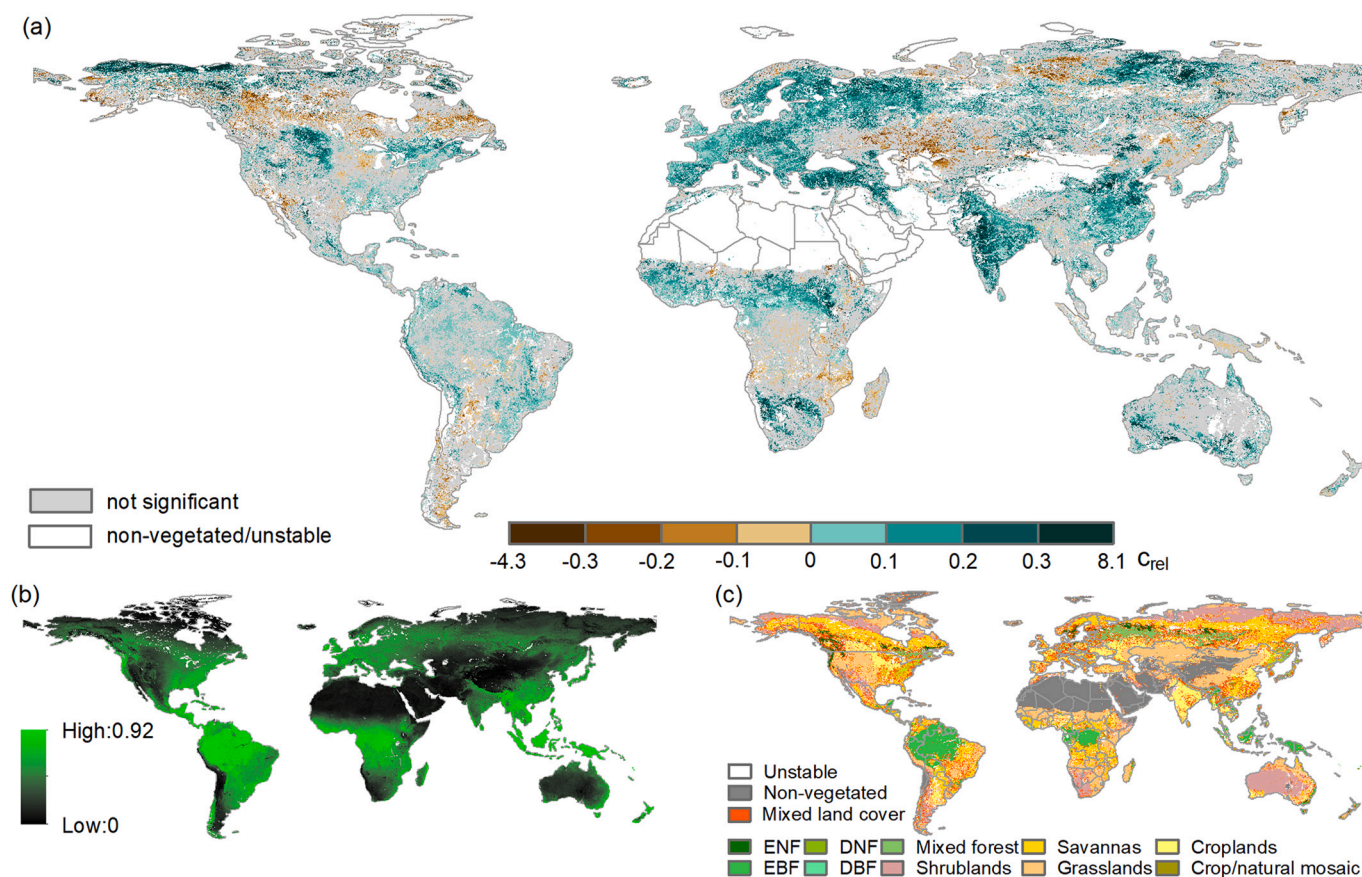 (a)
not significant
non-vegetated/unstable
-4.3 -0.3 -0.2 -0.1 0 0.1 0.2 0.3 8.1 crel
(b)
High:0.92
Low:0
(c)
Unstable
Non-vegetated
Mixed land cover
ENF DNF Mixed forest Savannas Croplands
EBF DBF Shrublands Grasslands Crop/natural mosaic